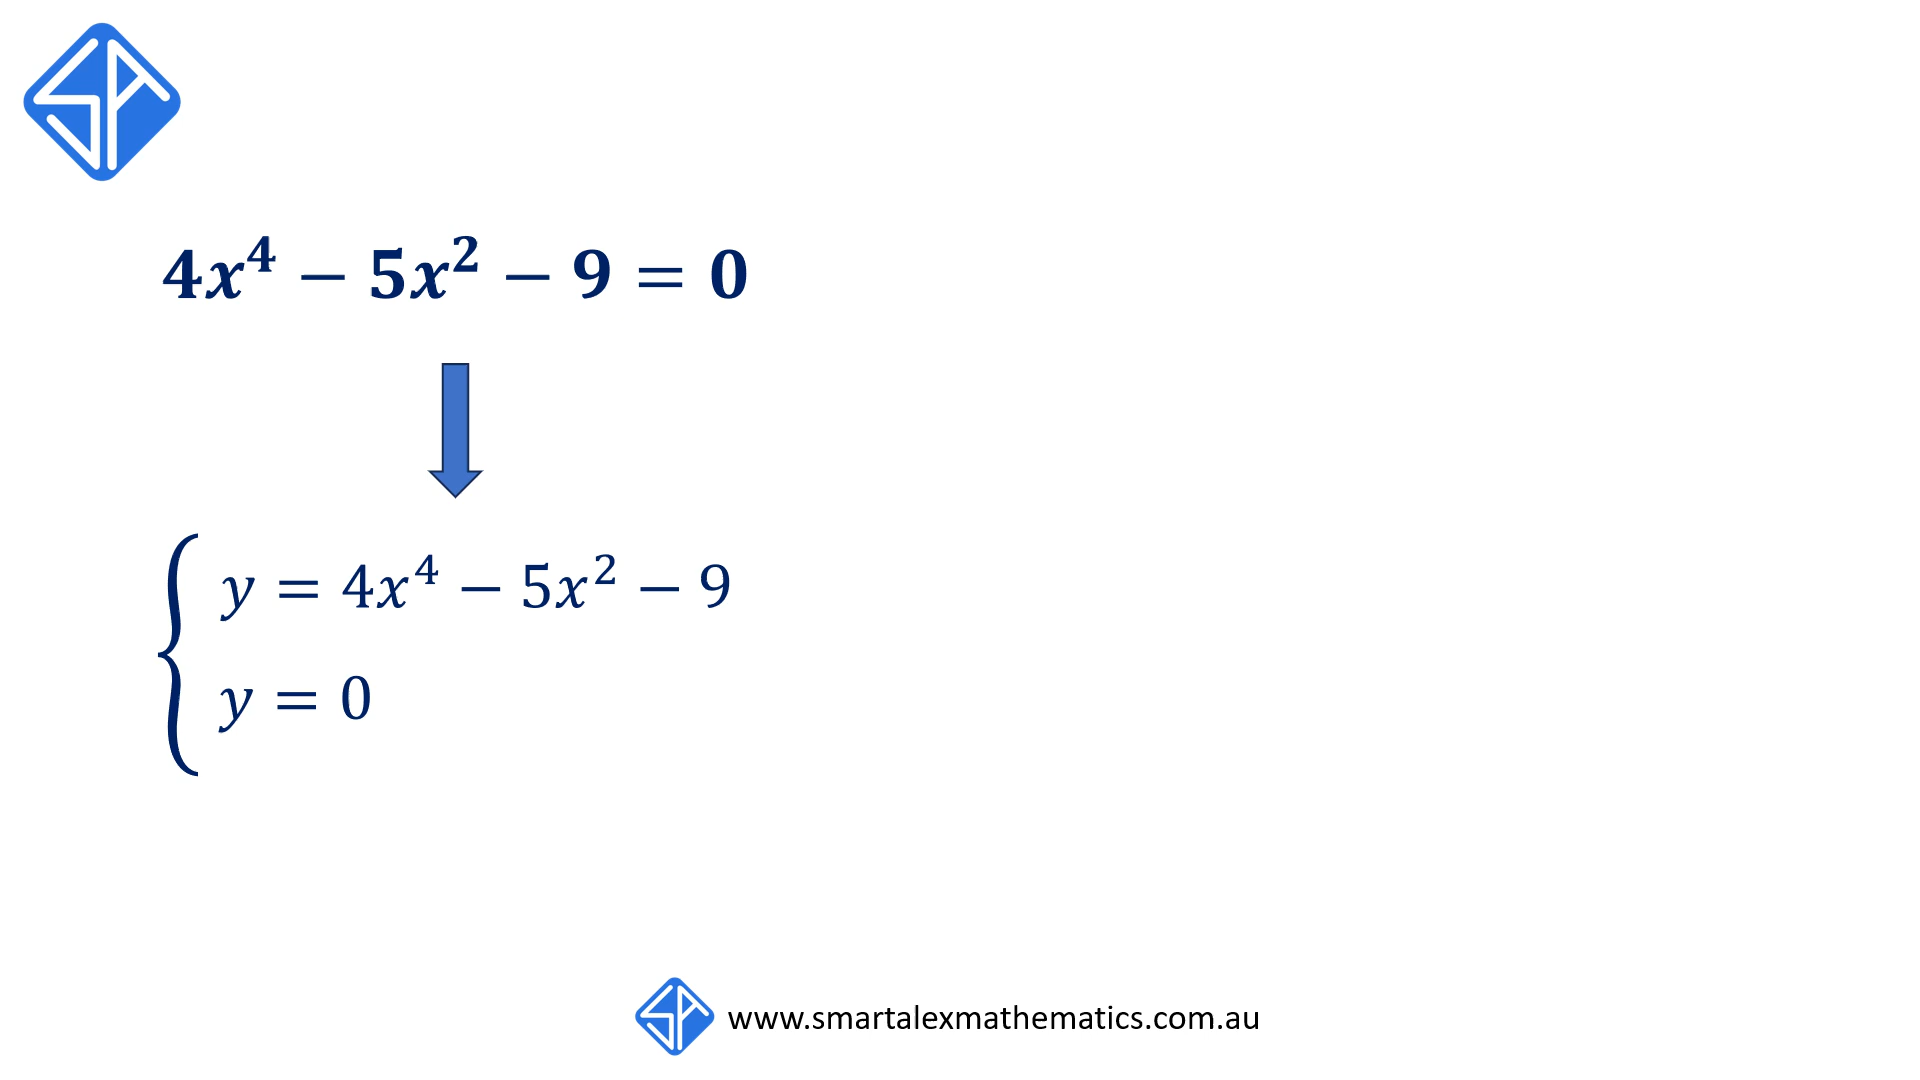 4x⁴ − 5x² − 9 = 0
y = 4x⁴ − 5x² − 9
y = 0
www.smartalexmathematics.com.au